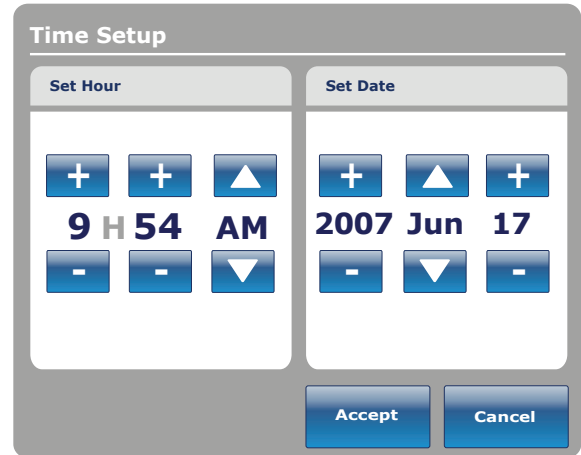 Time Setup
Set Hour
Set Date
+ + + +
9 H 54 AM
2007 Jun 17
- - - -
Accept
Cancel